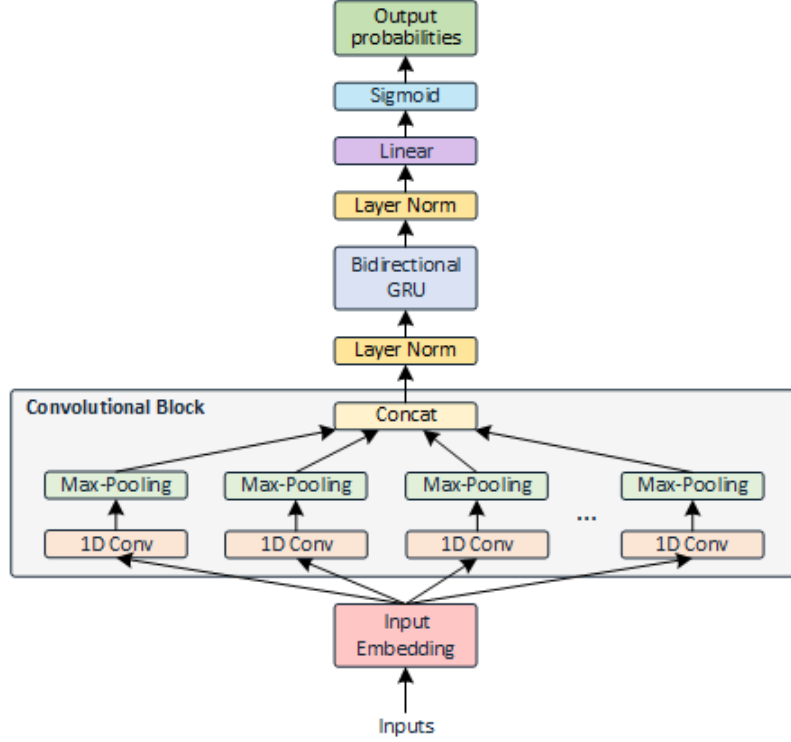 Output
probabilities
Sigmoid
Linear
Layer Norm
Bidirectional
GRU
Layer Norm
Convolutional Block
Concat
Max-Pooling Max-Pooling Max-Pooling Max-Pooling
...
1D Conv 1D Conv 1D Conv 1D Conv
Input
Embedding
Inputs